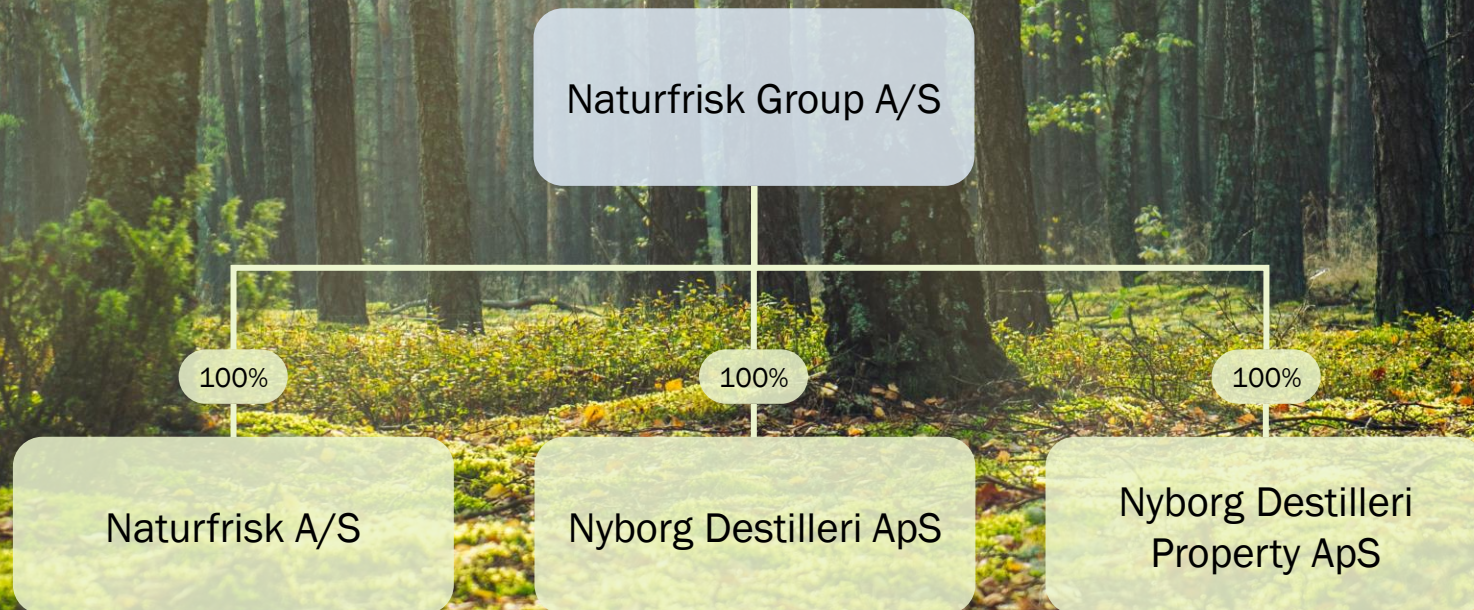 Naturfrisk Group A/S
100%
100%
100%
Naturfrisk A/S
Nyborg Destilleri ApS
Nyborg Destilleri
Property ApS